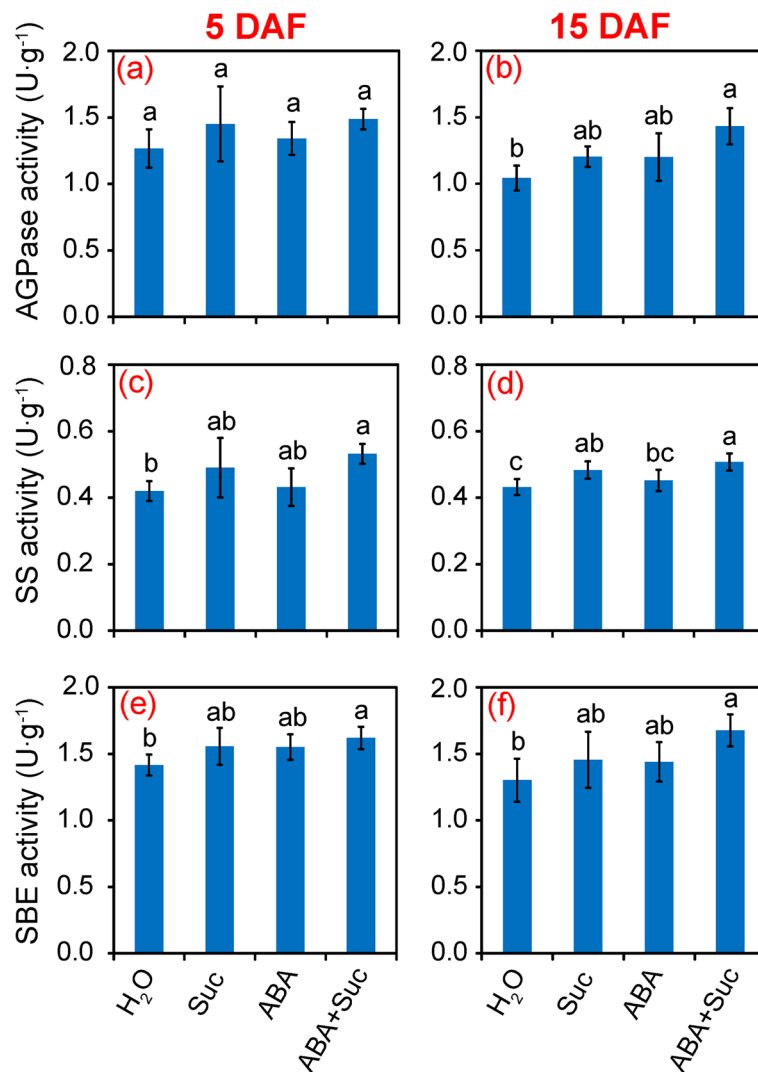 5 DAF
15 DAF
AGPase activity (U·g⁻¹)
2.0
1.5
1.0
0.5
0.0
(a)
a
a
a
a
2.0
1.5
1.0
0.5
0.0
(b)
b
ab
ab
a
SS activity (U·g⁻¹)
0.8
0.6
0.4
0.2
0.0
(c)
b
ab
ab
a
0.8
0.6
0.4
0.2
0.0
(d)
c
ab
bc
a
SBE activity (U·g⁻¹)
2.0
1.5
1.0
0.5
0.0
(e)
b
ab
ab
a
2.0
1.5
1.0
0.5
0.0
(f)
b
ab
ab
a
H₂O
Suc
ABA
ABA+Suc
H₂O
Suc
ABA
ABA+Suc